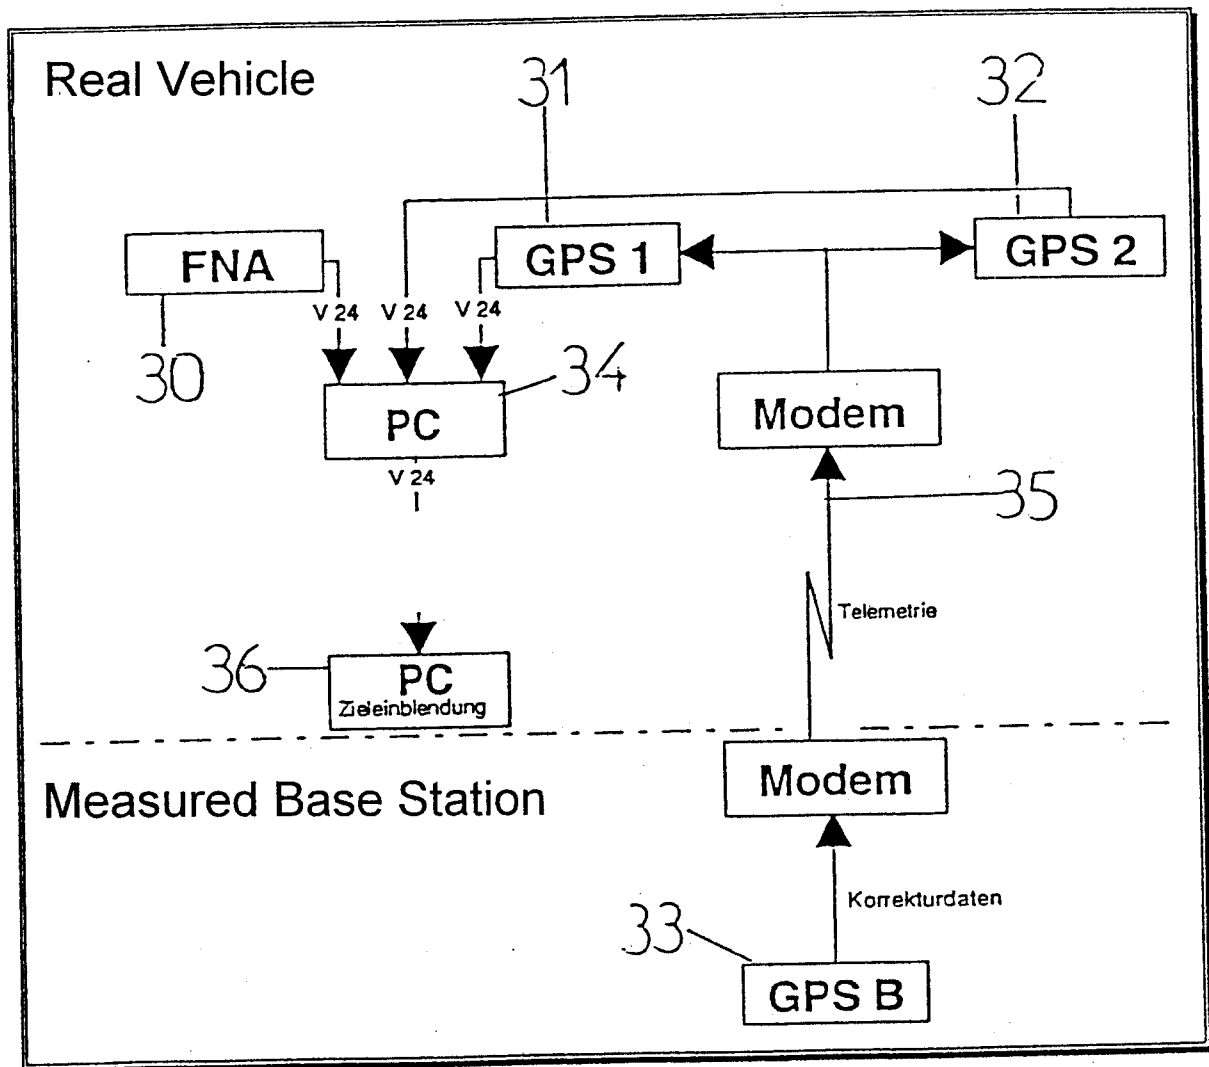 Real Vehicle
31
32
FNA
GPS 1
GPS 2
V 24
V 24
V 24
30
34
PC
Modem
V 24
35
Telemetrie
36
PC
Zieleinblendung
Modem
Measured Base Station
Korrekturdaten
33
GPS B